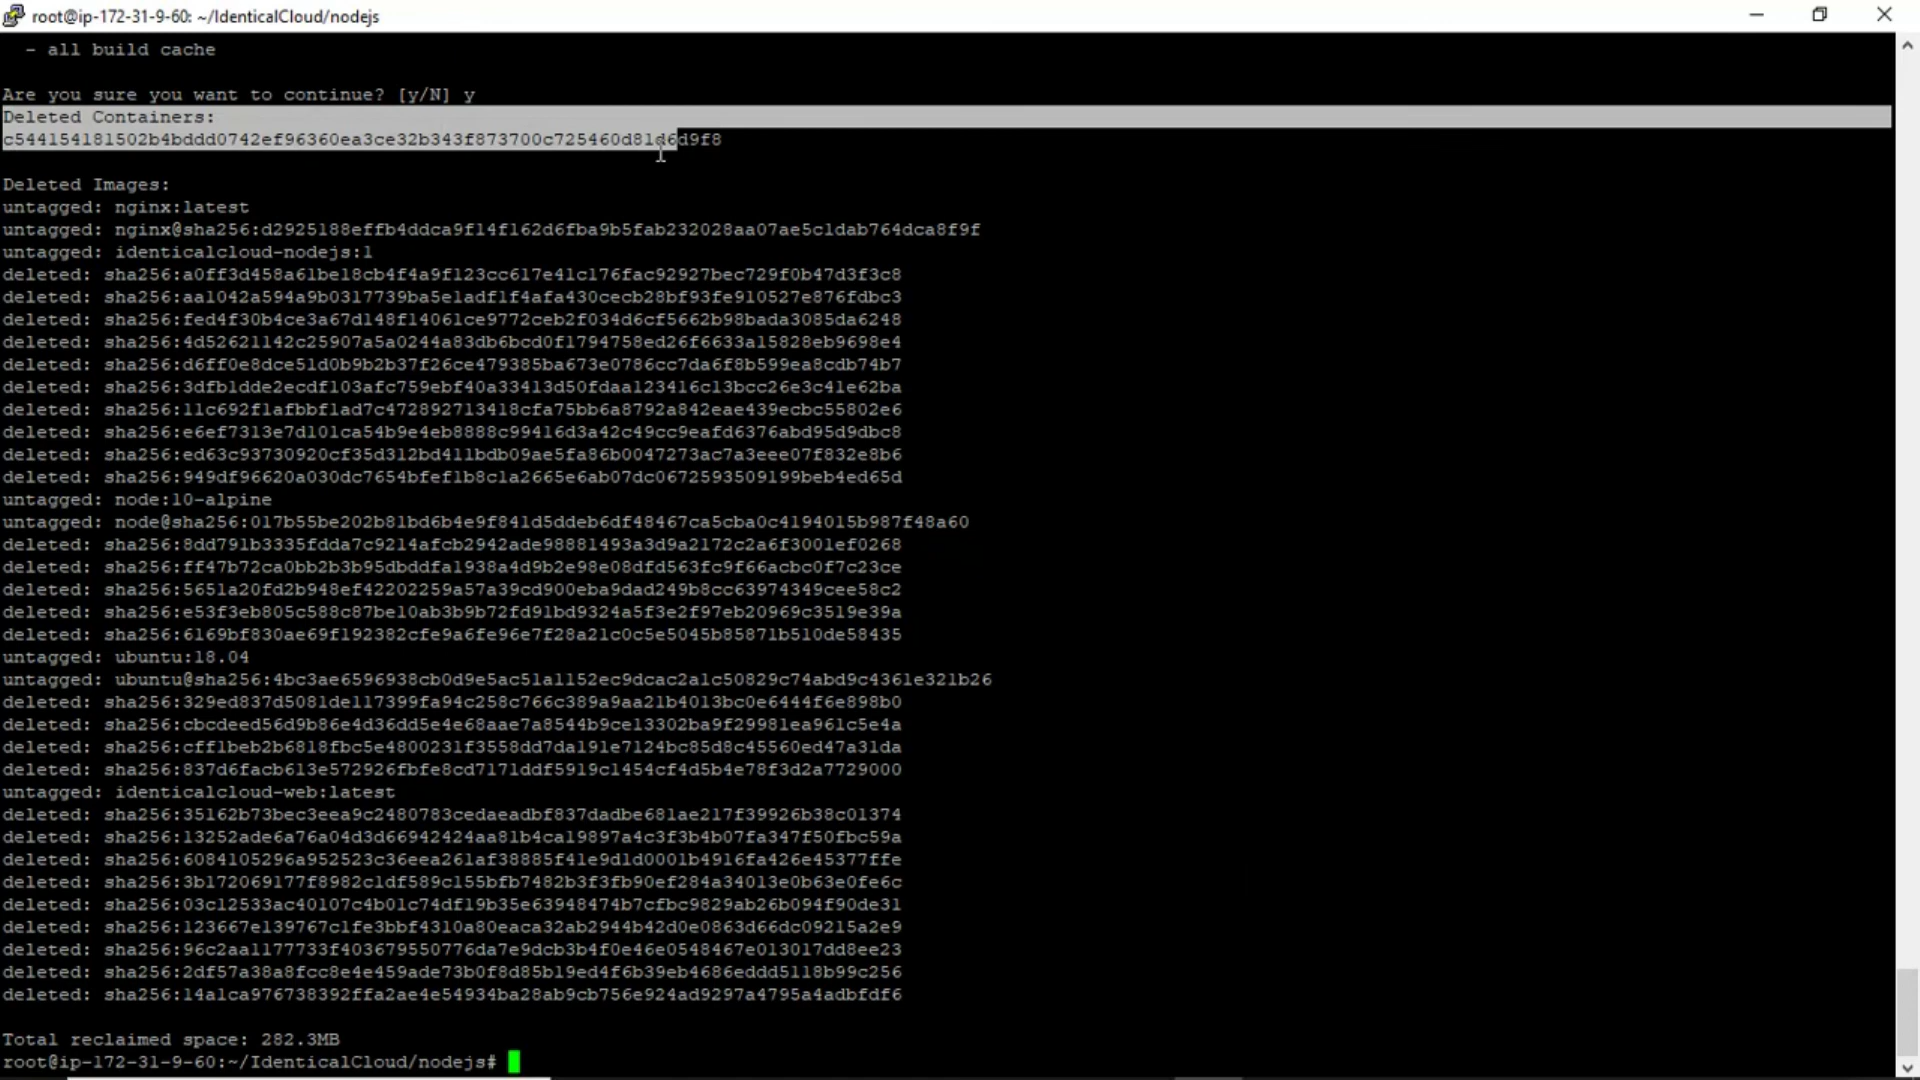 root@ip-172-31-9-60: ~/IdenticalCloud/nodejs
- all build cache
Are you sure you want to continue? [y/N] y
Deleted Containers:
c544154181502b4bddd0742ef96360ea3ce32b343f873700c725460d81d6d9f8
Deleted Images:
untagged: nginx:latest
untagged: nginx@sha256:d2925188effb4ddca9f14f162d6fba9b5fab232028aa07ae5c1dab764dca8f9f
untagged: identicalcloud-nodejs:1
deleted: sha256:a0ff3d458a61be18cb4f4a9f123cc617e41c176fac92927bec729f0b47d3f3c8
deleted: sha256:aa1042a594a9b0317739ba5e1adf1f4afa430cecb28bf93fe910527e876fdbc3
deleted: sha256:fed4f30b4ce3a67d148f14061ce9772ceb2f034d6cf5662b98bada3085da6248
deleted: sha256:4d52621142c25907a5a0244a83db6bcd0f1794758ed26f6633a15828eb9698e4
deleted: sha256:d6ff0e8dce51d0b9b2b37f26ce479385ba673e0786cc7da6f8b599ea8cdb74b7
deleted: sha256:3dfb1dde2ecdf103afc759ebf40a33413d50fdaa123416c13bcc26e3c41e62ba
deleted: sha256:11c692f1afbbf1ad7c472892713418cfa75bb6a8792a842eae439ecbc55802e6
deleted: sha256:e6ef7313e7d101ca54b9e4eb8888c99416d3a42c49cc9eafd6376abd95d9dbc8
deleted: sha256:ed63c93730920cf35d312bd411bdb09ae5fa86b0047273ac7a3eee07f832e8b6
deleted: sha256:949df96620a030dc7654bfef1b8c1a2665e6ab07dc0672593509199beb4ed65d
untagged: node:10-alpine
untagged: node@sha256:017b55be202b81bd6b4e9f841d5ddeb6df48467ca5cba0c4194015b987f48a60
deleted: sha256:8dd791b3335fdda7c9214afcb2942ade98881493a3d9a2172c2a6f3001ef0268
deleted: sha256:ff47b72ca0bb2b3b95dbddfa1938a4d9b2e98e08dfd563fc9f66acbc0f7c23ce
deleted: sha256:5651a20fd2b948ef42202259a57a39cd900eba9dad249b8cc63974349cee58c2
deleted: sha256:e53f3eb805c588c87be10ab3b9b72fd91bd9324a5f3e2f97eb20969c3519e39a
deleted: sha256:6169bf830ae69f192382cfe9a6fe96e7f28a21c0c5e5045b85871b510de58435
untagged: ubuntu:18.04
untagged: ubuntu@sha256:4bc3ae6596938cb0d9e5ac51a1152ec9dcac2a1c50829c74abd9c4361e321b26
deleted: sha256:329ed837d5081de117399fa94c258c766c389a9aa21b4013bc0e6444f6e898b0
deleted: sha256:cbcdeed56d9b86e4d36dd5e4e68aae7a8544b9ce13302ba9f29981ea961c5e4a
deleted: sha256:cff1beb2b6818fbc5e4800231f3558dd7da191e7124bc85d8c45560ed47a31da
deleted: sha256:837d6facb613e572926fbfe8cd7171ddf5919c1454cf4d5b4e78f3d2a7729000
untagged: identicalcloud-web:latest
deleted: sha256:35162b73bec3eea9c2480783cedaeadbf837dadbe681ae217f39926b38c01374
deleted: sha256:13252ade6a76a04d3d66942424aa81b4ca19897a4c3f3b4b07fa347f50fbc59a
deleted: sha256:6084105296a952523c36eea261af38885f41e9d1d0001b4916fa426e45377ffe
deleted: sha256:3b172069177f8982c1df589c155bfb7482b3f3fb90ef284a34013e0b63e0fe6c
deleted: sha256:03c12533ac40107c4b01c74df19b35e63948474b7cfbc9829ab26b094f90de31
deleted: sha256:123667e139767c1fe3bbf4310a80eaca32ab2944b42d0e0863d66dc09215a2e9
deleted: sha256:96c2aa1177733f403679550776da7e9dcb3b4f0e46e0548467e013017dd8ee23
deleted: sha256:2df57a38a8fcc8e4e459ade73b0f8d85b19ed4f6b39eb4686eddd5118b99c256
deleted: sha256:14a1ca976738392ffa2ae4e54934ba28ab9cb756e924ad9297a4795a4adbfdf6
Total reclaimed space: 282.3MB
root@ip-172-31-9-60:~/IdenticalCloud/nodejs#